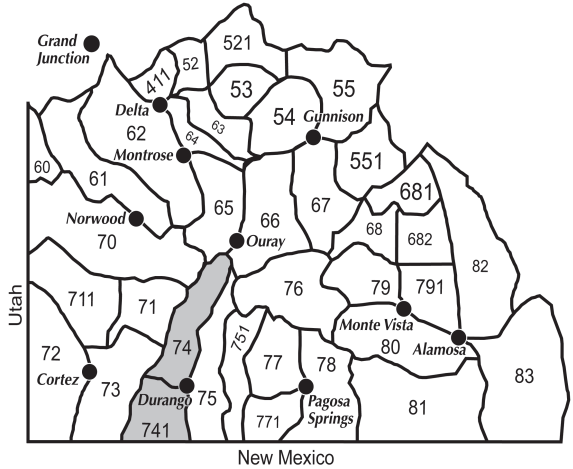 521
Grand
Junction
52
411
53
55
Delta
54
Gunnison
62
63
64
Montrose
551
60
61
681
Norwood
65
66
67
68
682
70
Ouray
82
711
71
76
79
791
Utah
Monte Vista
751
72
74
77
78
80
Alamosa
Cortez
73
Durango
75
Pagosa
Springs
83
81
771
741
New Mexico